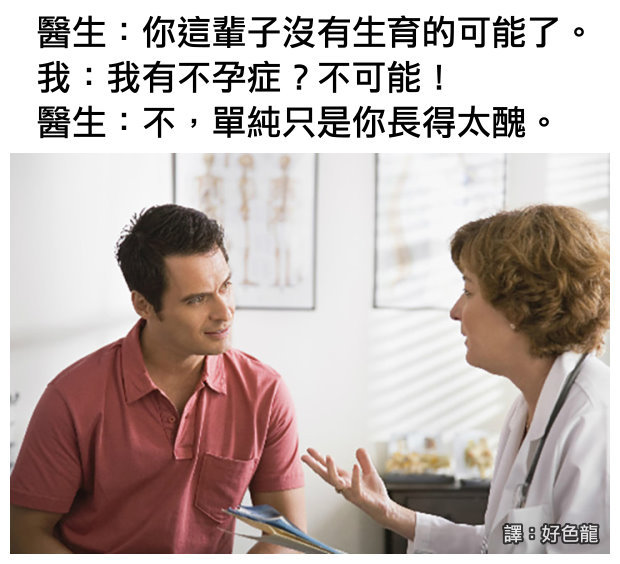 醫生：你這輩子沒有生育的可能了。
我：我有不孕症？不可能！
醫生：不，單純只是你長得太醜。
譯：好色龍